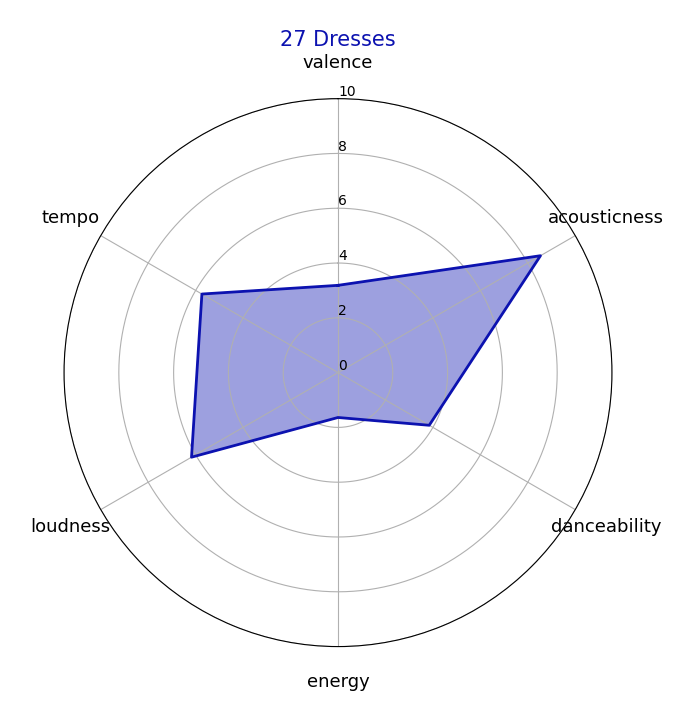 27 Dresses
valence
10
8
6
4
2
0
tempo
acousticness
loudness
danceability
energy